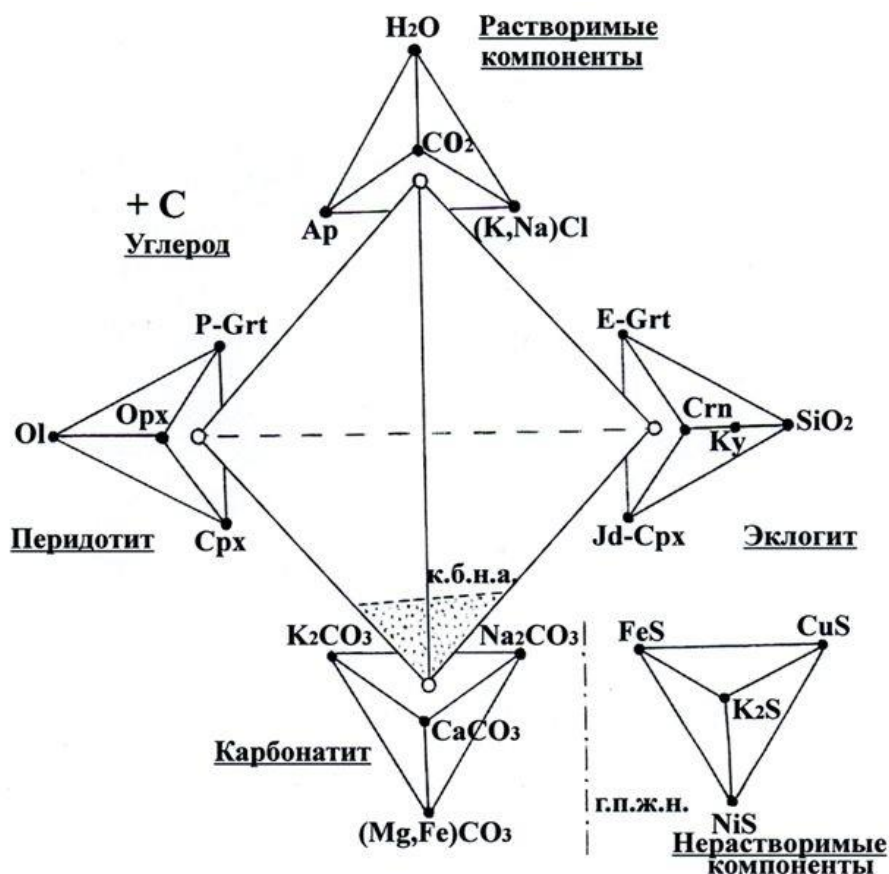 H₂O
Растворимые
компоненты
CO₂
+ C
Углерод
Ap
(K,Na)Cl
P-Grt
E-Grt
Ol
Opx
Crn
SiO₂
Ky
Перидотит
Cpx
Jd-Cpx
Эклогит
к.б.н.а.
K₂CO₃
Na₂CO₃
FeS
CuS
K₂S
CaCO₃
Карбонатит
г.п.ж.н.
(Mg,Fe)CO₃
NiS
Нерастворимые
компоненты